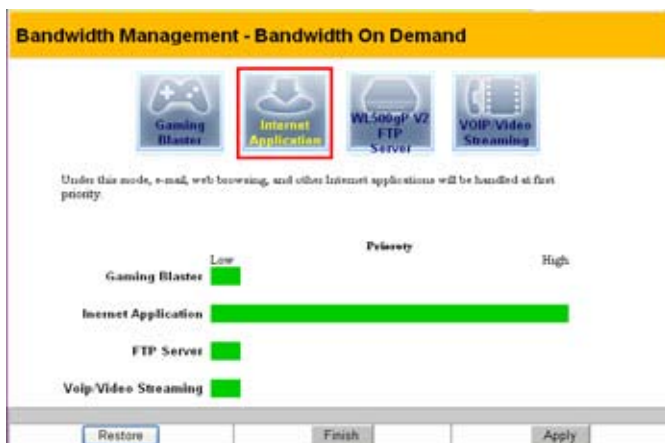 Bandwidth Management - Bandwidth On Demand
Gaming
Blaster
Internet
Application
WL500gP V2
FTP
Server
VOIP/Video
Streaming
Under this mode, e-mail, web browsing, and other Internet applications will be handled at first
priority.
Priority
Low
High
Gaming Blaster
Inernet Application
FTP Server
Voip/Video Streaming
Restore
Finish
Apply